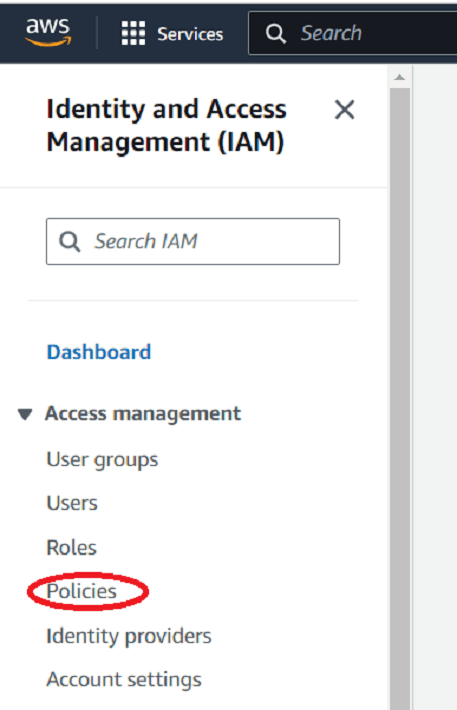 aws
Services
Search
Identity and Access
Management (IAM)
Search IAM
Dashboard
Access management
User groups
Users
Roles
Policies
Identity providers
Account settings